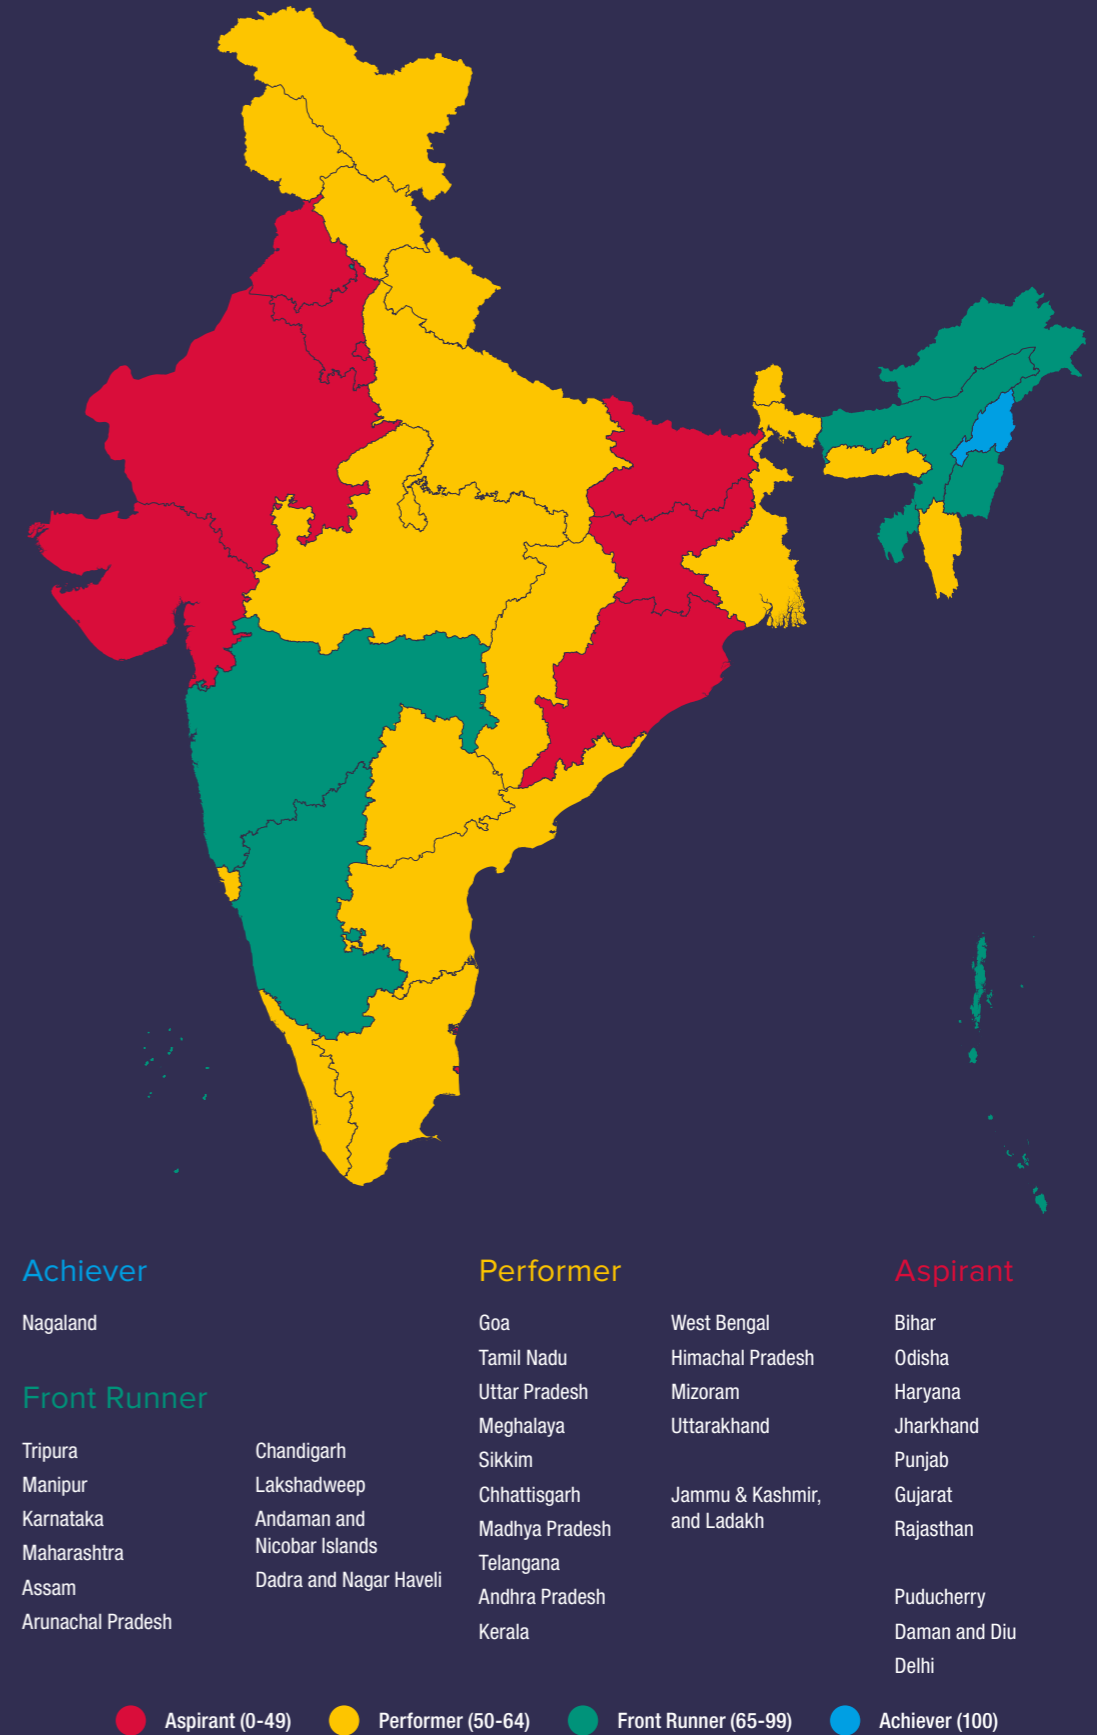 Achiever
Nagaland
Front Runner
Tripura
Manipur
Karnataka
Maharashtra
Assam
Arunachal Pradesh
Chandigarh
Lakshadweep
Andaman and
Nicobar Islands
Dadra and Nagar Haveli
Performer
Goa
Tamil Nadu
Uttar Pradesh
Meghalaya
Sikkim
Chhattisgarh
Madhya Pradesh
Telangana
Andhra Pradesh
Kerala
West Bengal
Himachal Pradesh
Mizoram
Uttarakhand
Jammu & Kashmir,
and Ladakh
Aspirant
Bihar
Odisha
Haryana
Jharkhand
Punjab
Gujarat
Rajasthan
Puducherry
Daman and Diu
Delhi
Aspirant (0-49)
Performer (50-64)
Front Runner (65-99)
Achiever (100)